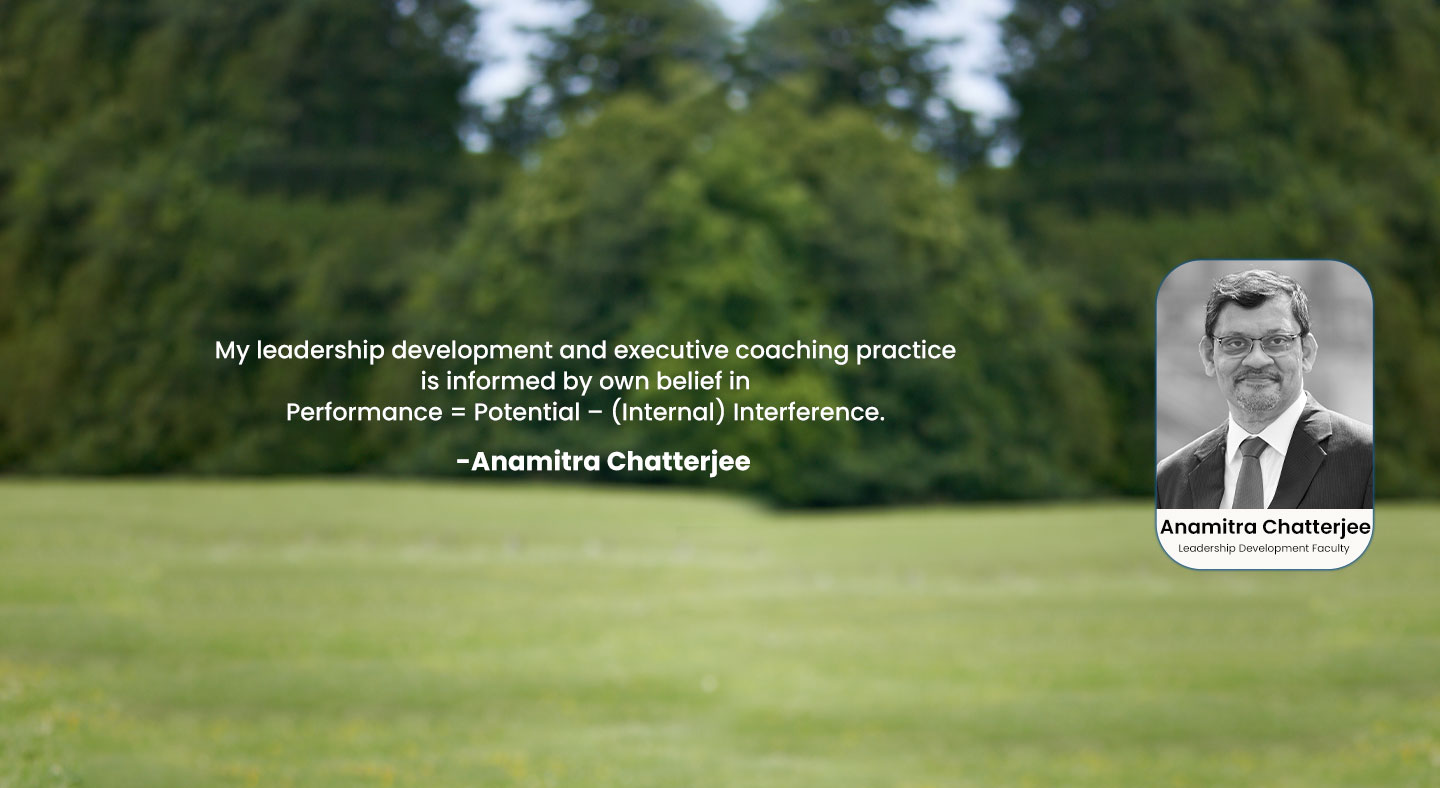 My leadership development and executive coaching practice
is informed by own belief in
Performance = Potential – (Internal) Interference.
-Anamitra Chatterjee
Anamitra Chatterjee
Leadership Development Faculty